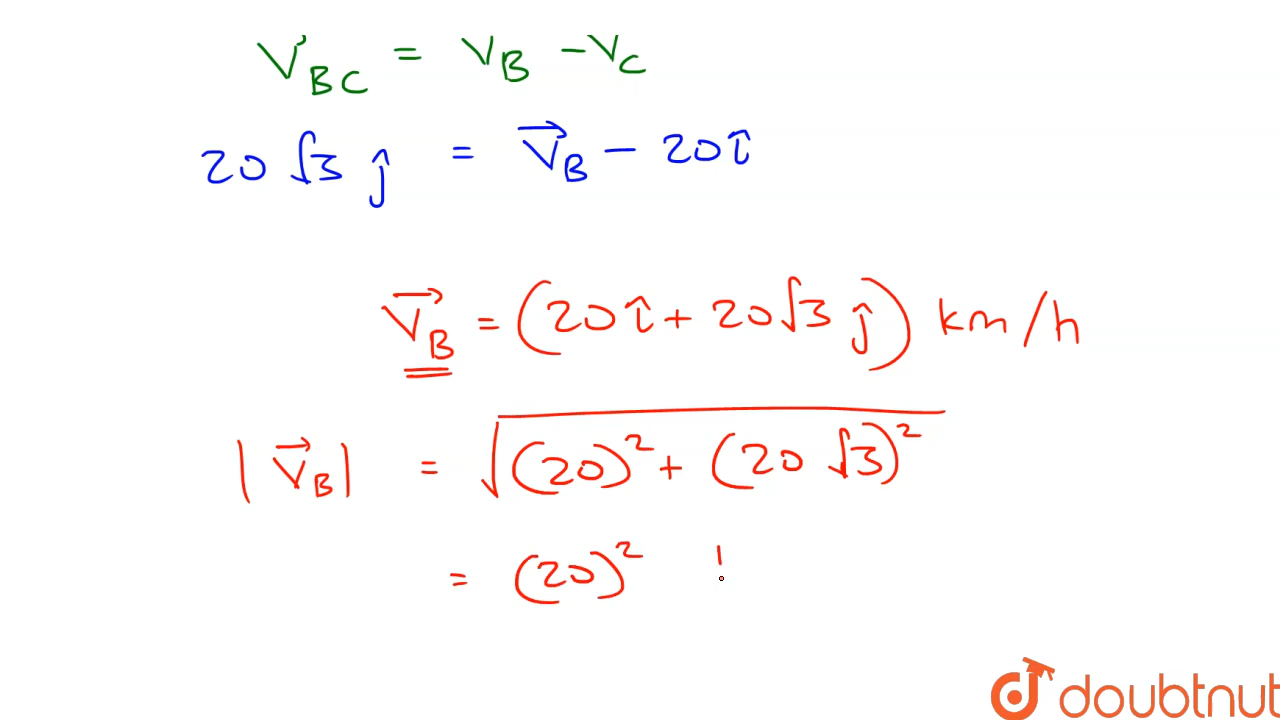 V⃗BC = VB - VC
20√3 ĵ = V⃗B - 20î
V⃗B = (20î + 20√3 ĵ) km/h
|V⃗B| = √((20)² + (20√3)²)
= (20)²
doubtnut